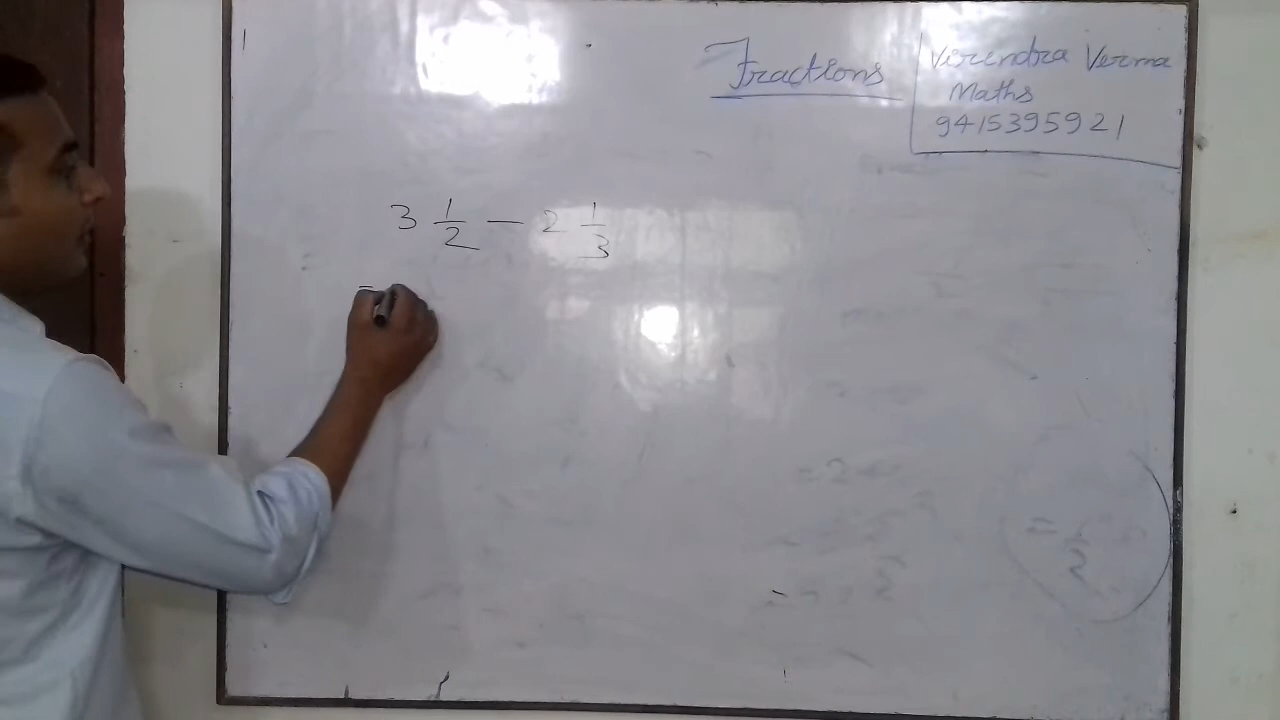 Fractions
Virendra Verma
Maths
9415395921
3 1/2 — 2 1/3
=